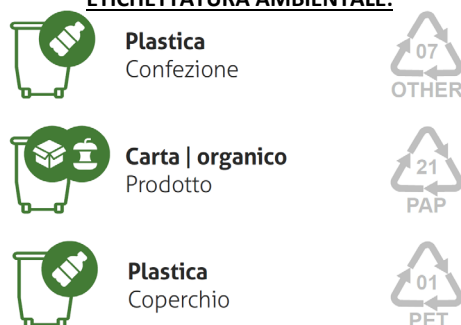 ETICHETTATURA AMBIENTALE:
Plastica
Confezione
07
OTHER
Carta | organico
Prodotto
21
PAP
Plastica
Coperchio
01
PET